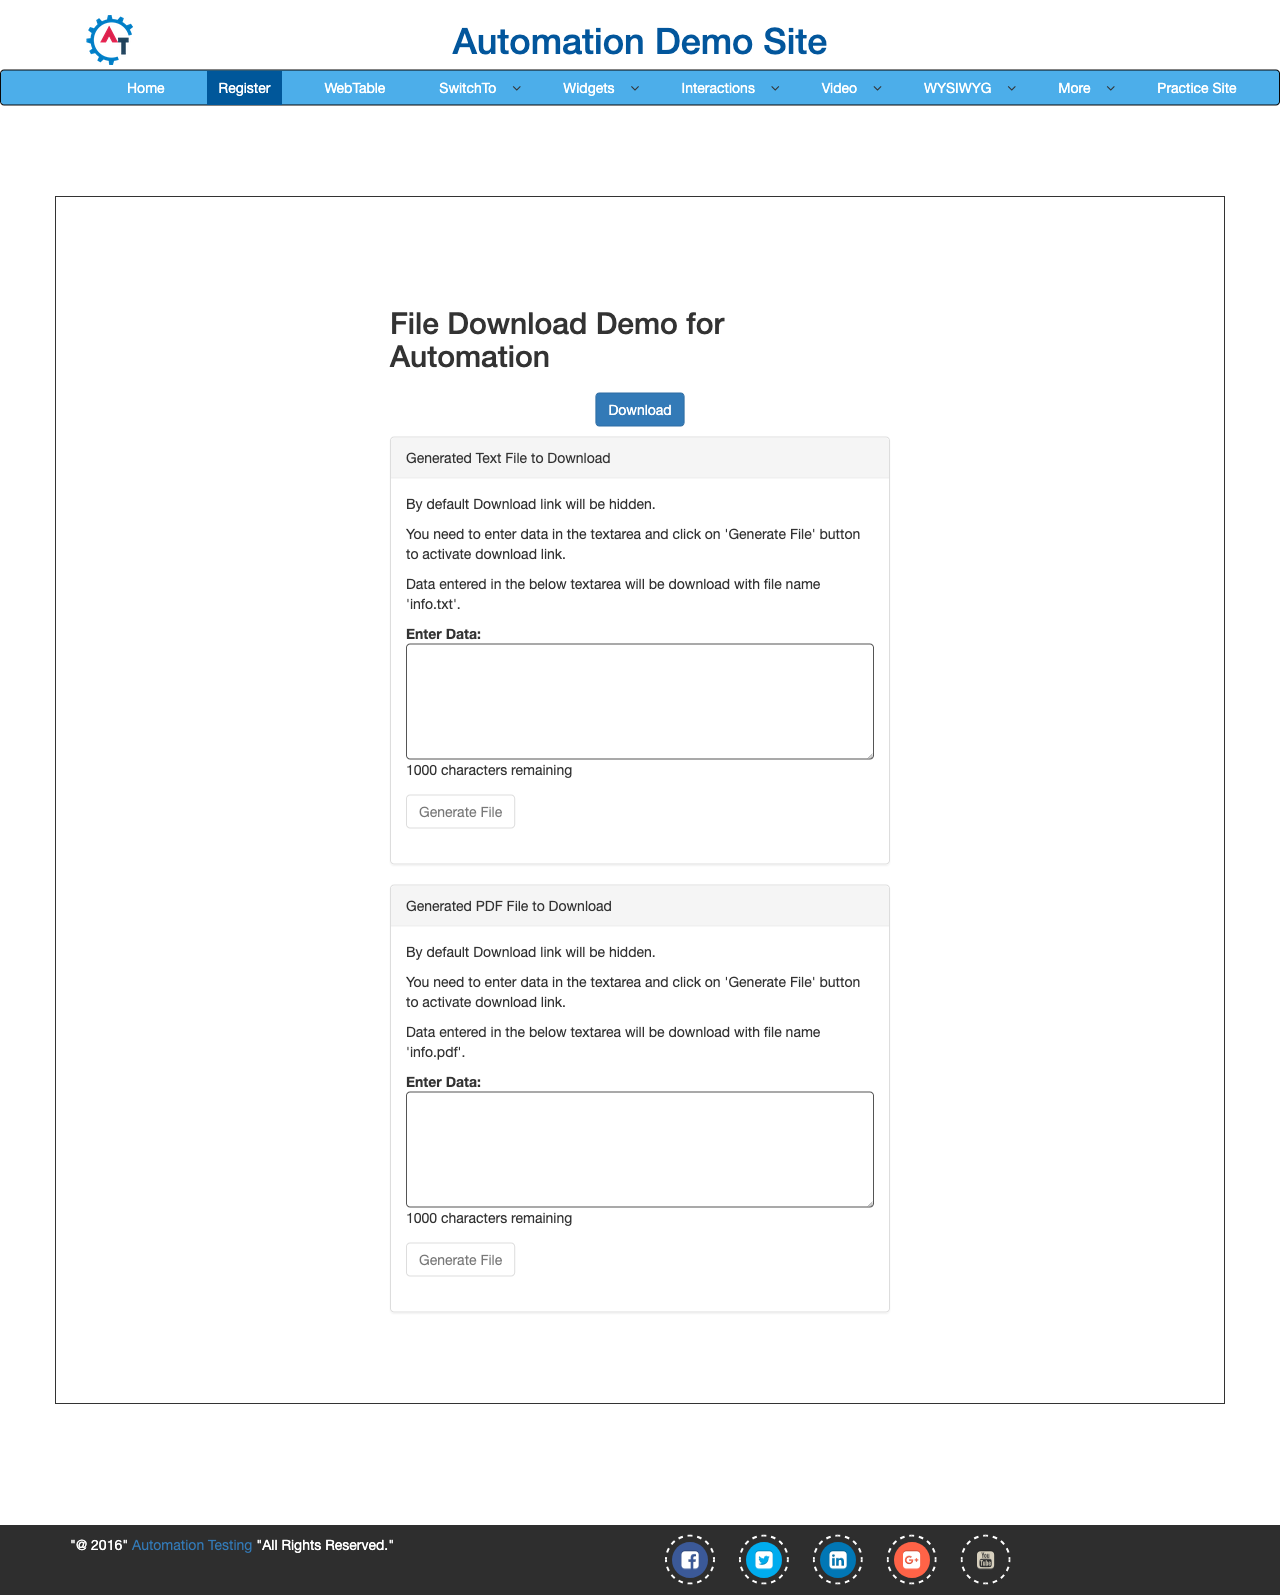 AT
Automation Demo Site
Home Register WebTable SwitchTo Widgets Interactions Video WYSIWYG More Practice Site
File Download Demo for
Automation
Download
Generated Text File to Download
By default Download link will be hidden.
You need to enter data in the textarea and click on 'Generate File' button
to activate download link.
Data entered in the below textarea will be download with file name
'info.txt'.
Enter Data:
1000 characters remaining
Generate File
Generated PDF File to Download
By default Download link will be hidden.
You need to enter data in the textarea and click on 'Generate File' button
to activate download link.
Data entered in the below textarea will be download with file name
'info.pdf'.
Enter Data:
1000 characters remaining
Generate File
"@ 2016" Automation Testing "All Rights Reserved."
f in G+ You Tube